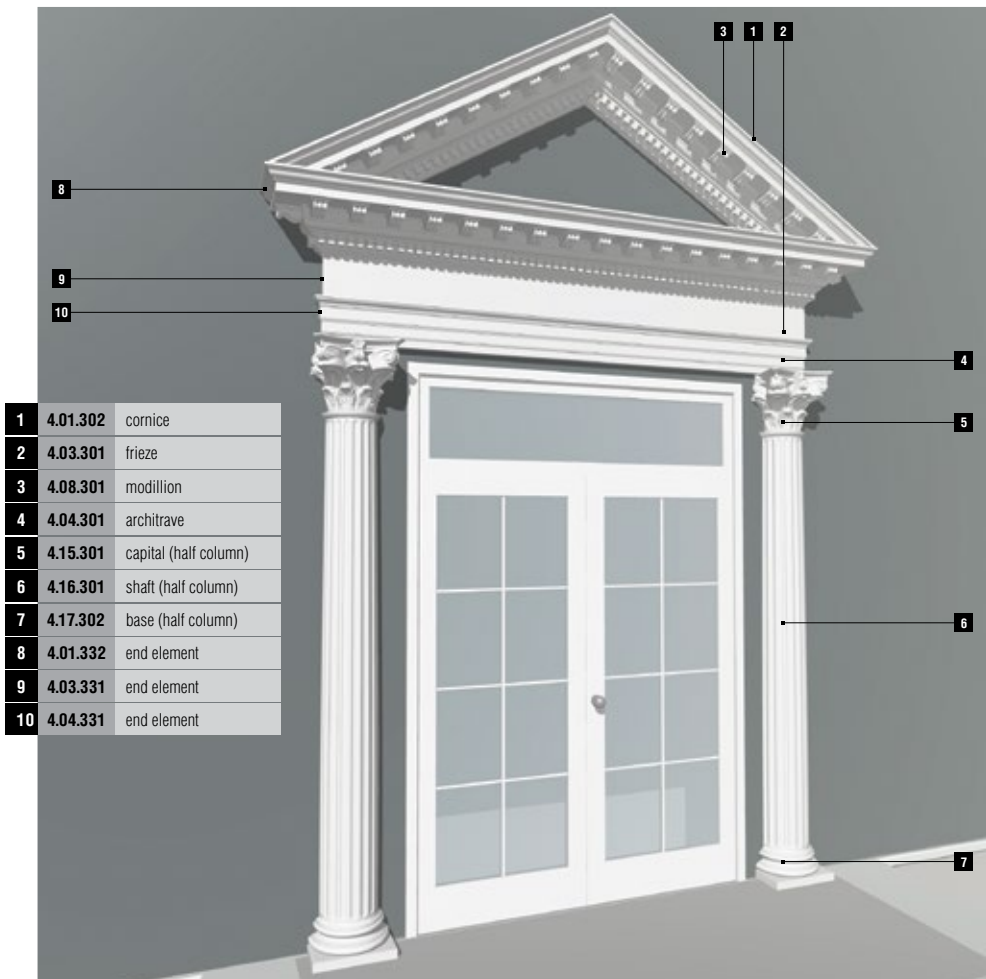 3 1 2
8
9
10
4
1 4.01.302 cornice
5
2 4.03.301 frieze
3 4.08.301 modillion
4 4.04.301 architrave
5 4.15.301 capital (half column)
6 4.16.301 shaft (half column)
7 4.17.302 base (half column)
6
8 4.01.332 end element
9 4.03.331 end element
10 4.04.331 end element
7